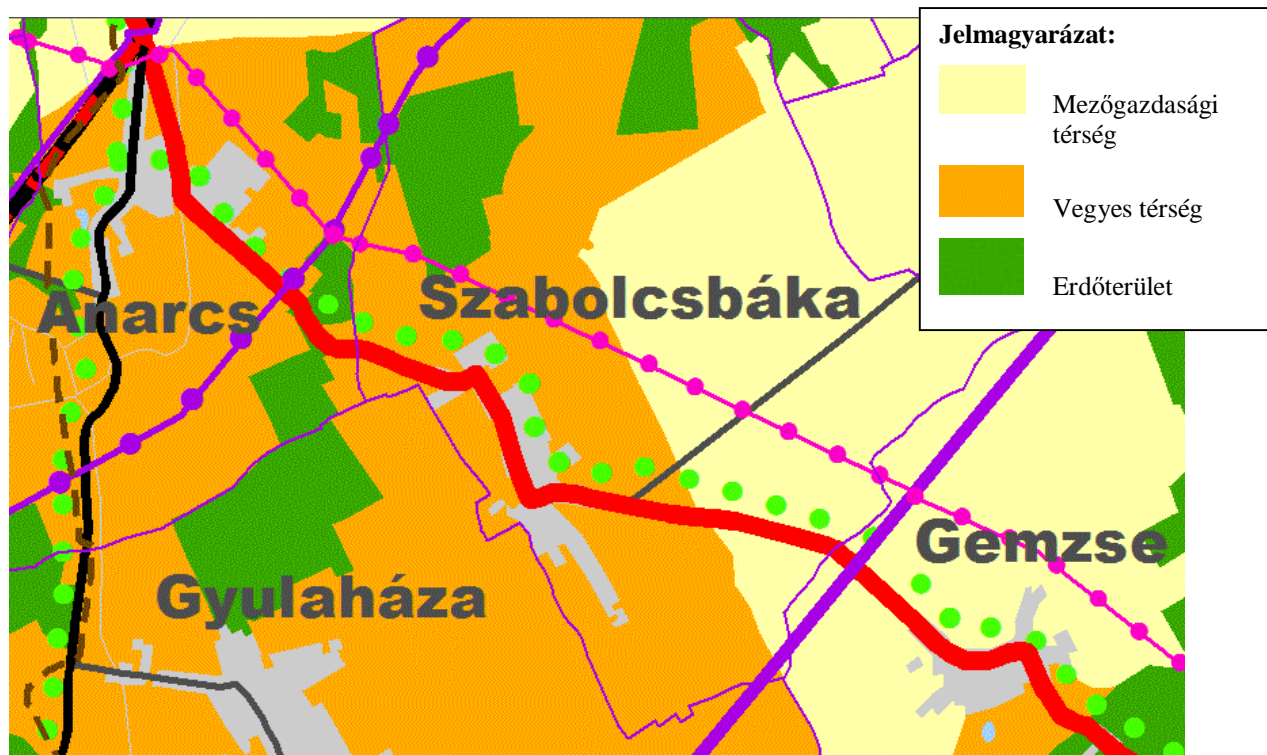 Jelmagyarázat:
Mezőgazdasági
térség
Vegyes térség
Erdőterület
Szabolcsbáka
Anarcs
Gemzse
Gyulaháza